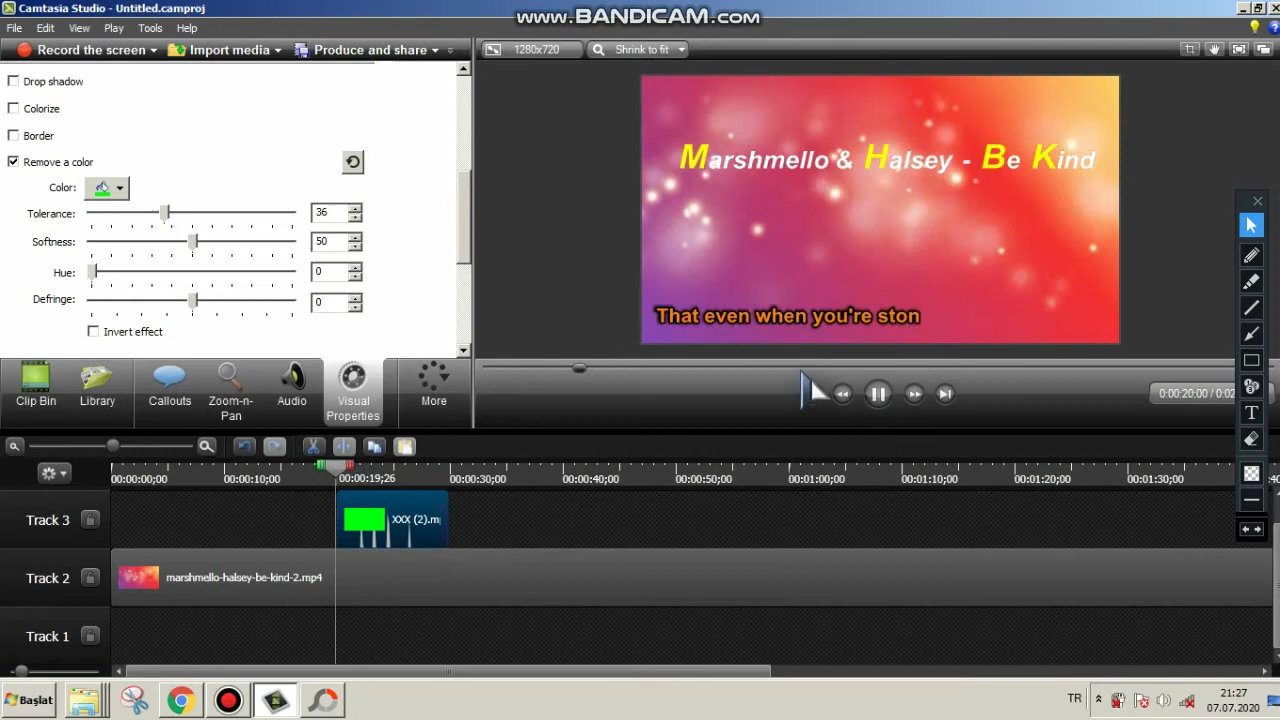 Camtasia Studio - Untitled.camproj
www.BANDICAM.com
File Edit View Play Tools Help
Record the screen Import media Produce and share
1280x720 Shrink to fit
Drop shadow
Colorize
Border
Remove a color
Color:
Tolerance: 36
Softness: 50
Hue: 0
Defringe: 0
Invert effect
Marshmello & Halsey - Be Kind
That even when you're ston
Clip Bin Library Callouts Zoom-n-Pan Audio Visual Properties More
0:00:20;00 / 0:02
00:00:00;00 00:00:10;00 00:00:19;26 00:00:30;00 00:00:40;00 00:00:50;00 00:01:00;00 00:01:10;00 00:01:20;00 00:01:30;00
Track 3 XXX (2).m
Track 2 marshmello-halsey-be-kind-2.mp4
Track 1
Başlat
TR
21:27
07.07.2020